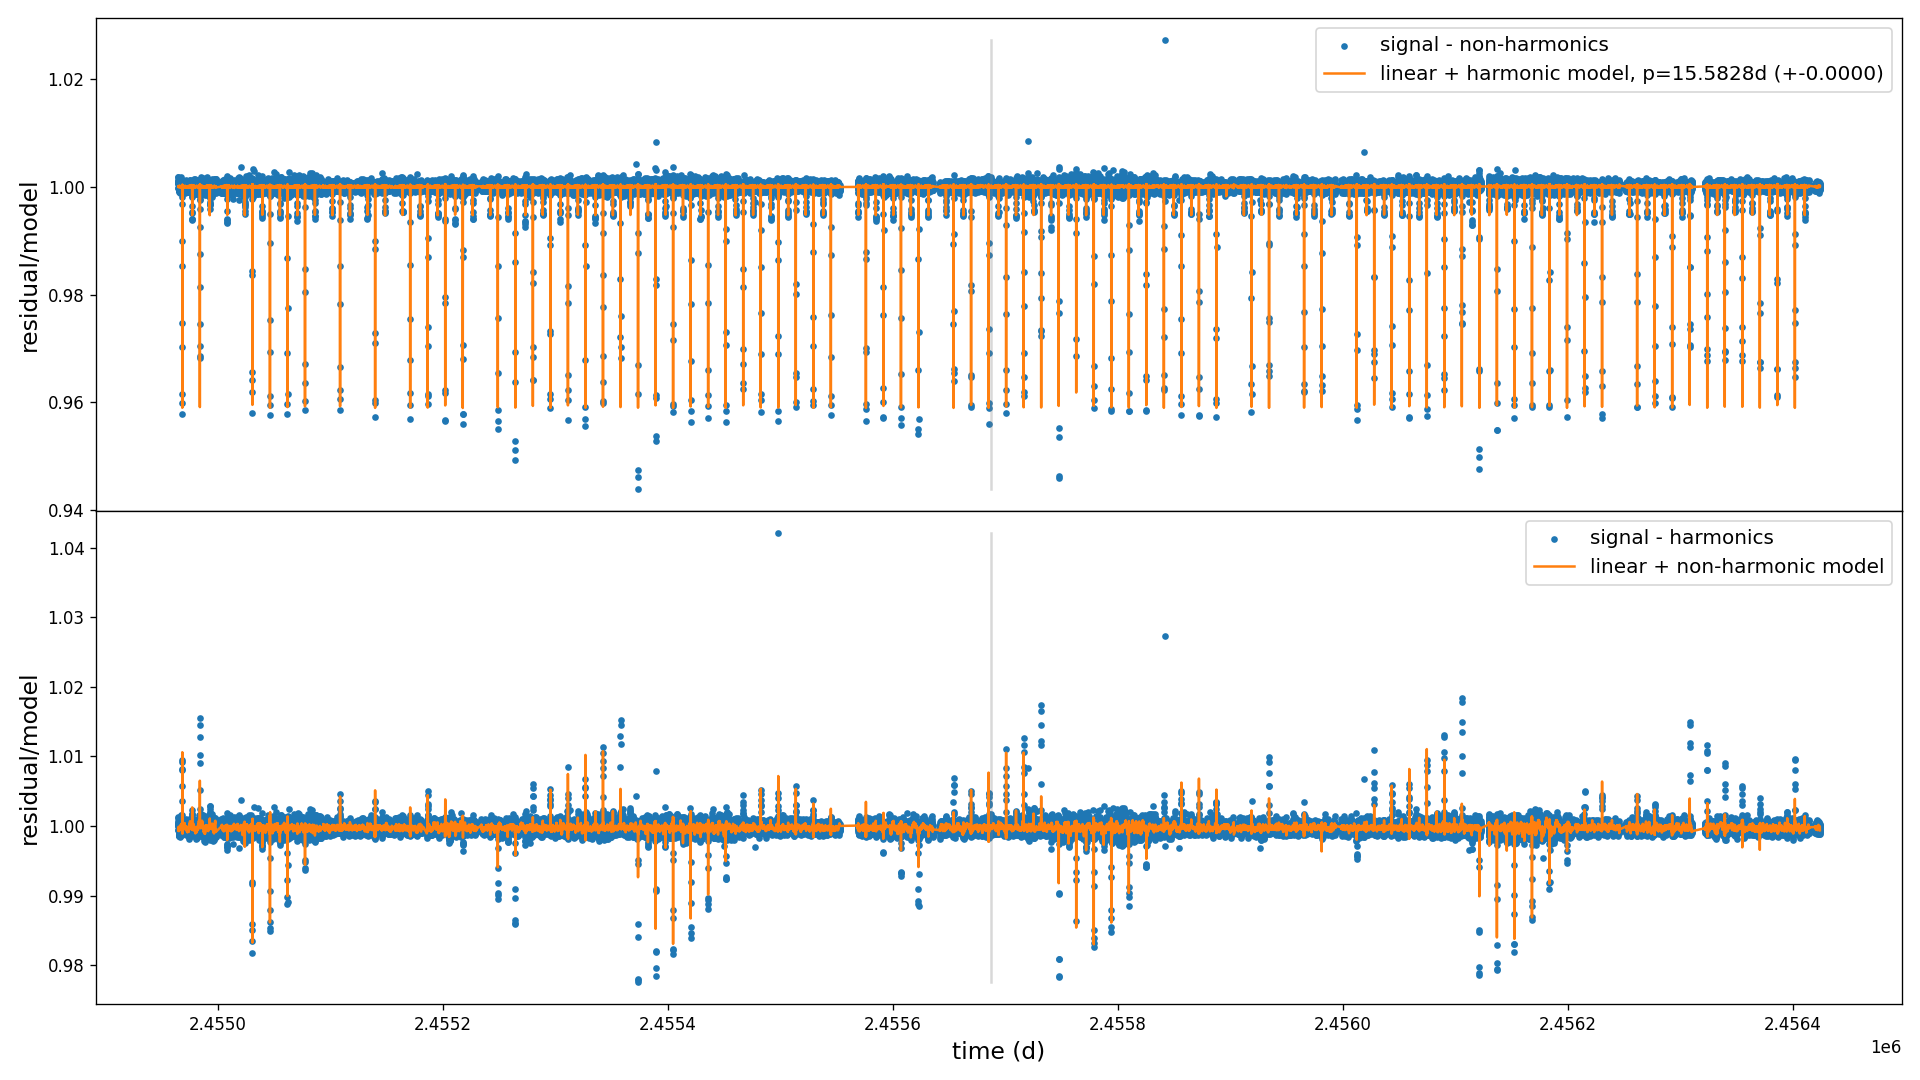 signal - non-harmonics
linear + harmonic model, p=15.5828d (+-0.0000)
1.02
1.00
0.98
0.96
0.94
residual/model
signal - harmonics
linear + non-harmonic model
1.04
1.03
1.02
1.01
1.00
0.99
0.98
residual/model
2.4550 2.4552 2.4554 2.4556 2.4558 2.4560 2.4562 2.4564
1e6
time (d)